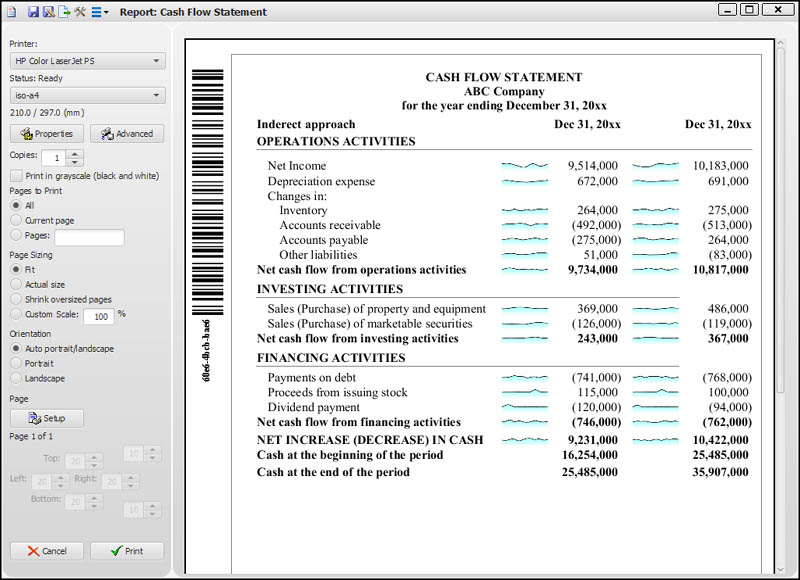 Report: Cash Flow Statement
Printer:
HP Color LaserJet PS
Status: Ready
iso-a4
210.0 / 297.0 (mm)
Properties Advanced
Copies: 1
Print in grayscale (black and white)
Pages to Print
All
Current page
Pages:
Page Sizing
Fit
Actual size
Shrink oversized pages
Custom Scale: 100 %
Orientation
Auto portrait/landscape
Portrait
Landscape
Page
Setup
Page 1 of 1
10
Top: 20
Left: 20 Right: 20
Bottom: 20
10
Cancel Print
CASH FLOW STATEMENT
ABC Company
for the year ending December 31, 20xx
Inderect approach Dec 31, 20xx Dec 31, 20xx
OPERATIONS ACTIVITIES
Net Income 9,514,000 10,183,000
Depreciation expense 672,000 691,000
Changes in:
Inventory 264,000 275,000
Accounts receivable (492,000) (513,000)
Accounts payable (275,000) 264,000
Other liabilities 51,000 (83,000)
Net cash flow from operations activities 9,734,000 10,817,000
INVESTING ACTIVITIES
Sales (Purchase) of property and equipment 369,000 486,000
Sales (Purchase) of marketable securities (126,000) (119,000)
Net cash flow from investing activities 243,000 367,000
FINANCING ACTIVITIES
Payments on debt (741,000) (768,000)
Proceeds from issuing stock 115,000 100,000
Dividend payment (120,000) (94,000)
Net cash flow from financing activities (746,000) (762,000)
NET INCREASE (DECREASE) IN CASH 9,231,000 10,422,000
Cash at the beginning of the period 16,254,000 25,485,000
Cash at the end of the period 25,485,000 35,907,000